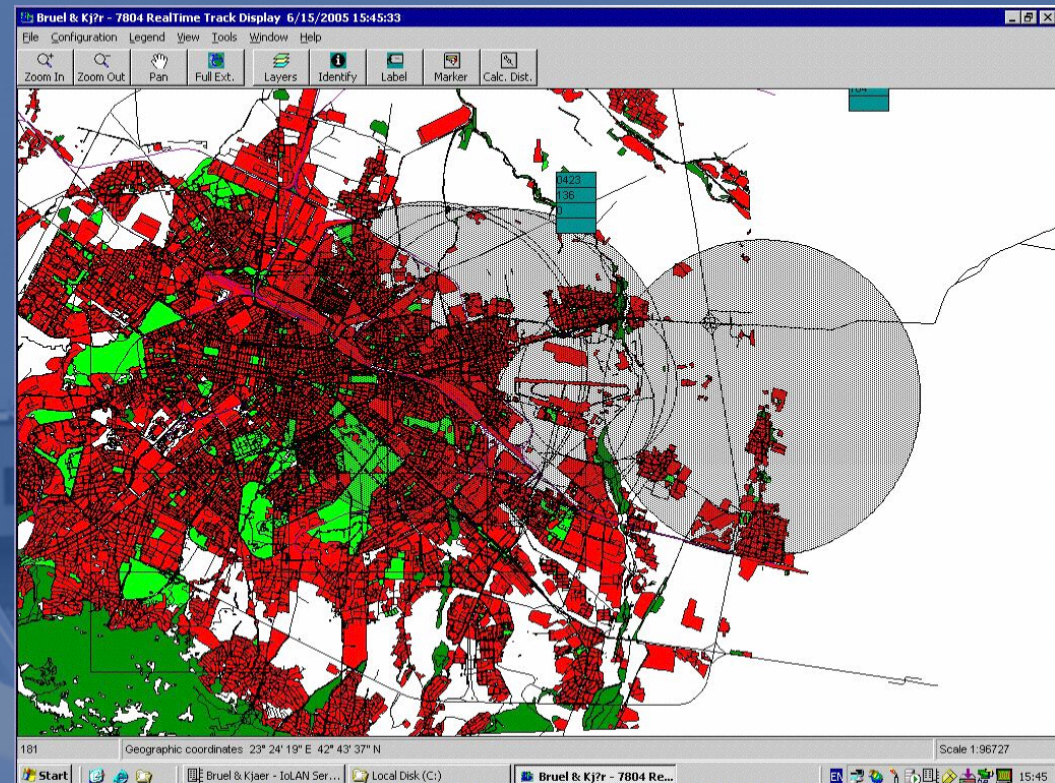 Bruel & Kj?r - 7804 RealTime Track Display 6/15/2005 15:45:33
File Configuration Legend View Tools Window Help
Zoom In Zoom Out Pan Full Ext. Layers Identify Label Marker Calc. Dist.
104
0423
136
0
181 Geographic coordinates 23° 24' 19" E 42° 43' 37" N Scale 1:96727
Start Bruel & Kjaer - IoLAN Ser... Local Disk (C:) Bruel & Kj?r - 7804 Re... EN 15:45